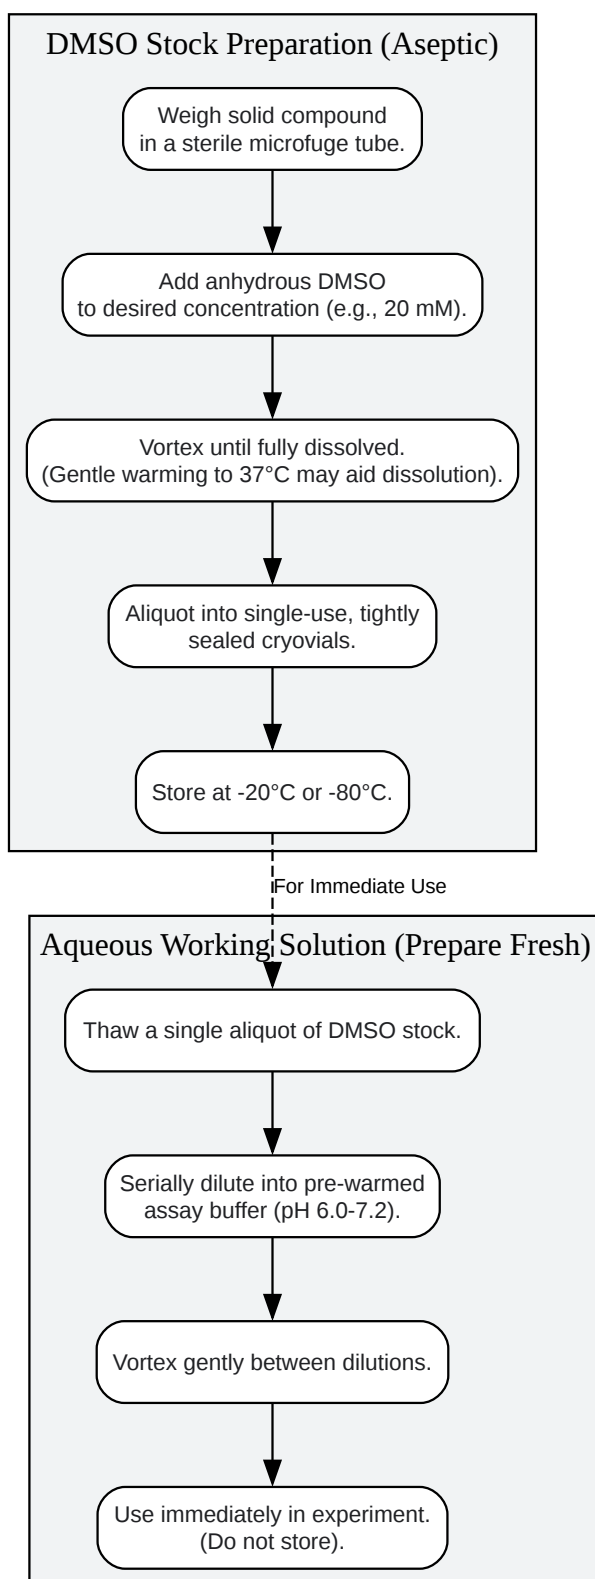 DMSO Stock Preparation (Aseptic)
Weigh solid compound
in a sterile microfuge tube.
Add anhydrous DMSO
to desired concentration (e.g., 20 mM).
Vortex until fully dissolved.
(Gentle warming to 37°C may aid dissolution).
Aliquot into single-use, tightly
sealed cryovials.
Store at -20°C or -80°C.
For Immediate Use
Aqueous Working Solution (Prepare Fresh)
Thaw a single aliquot of DMSO stock.
Serially dilute into pre-warmed
assay buffer (pH 6.0-7.2).
Vortex gently between dilutions.
Use immediately in experiment.
(Do not store).